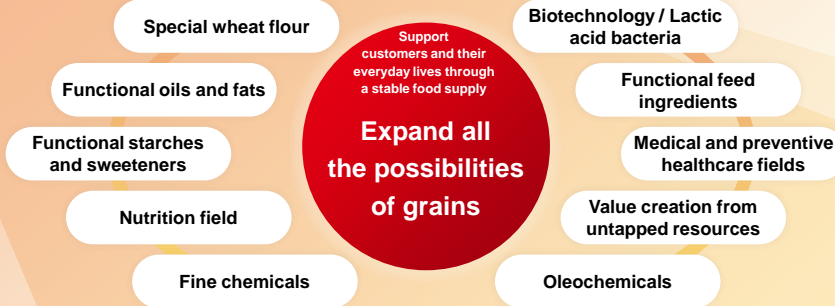 Special wheat flour
Functional oils and fats
Functional starches
and sweeteners
Nutrition field
Fine chemicals
Support
customers and their
everyday lives through
a stable food supply
Expand all
the possibilities
of grains
Biotechnology / Lactic
acid bacteria
Functional feed
ingredients
Medical and preventive
healthcare fields
Value creation from
untapped resources
Oleochemicals